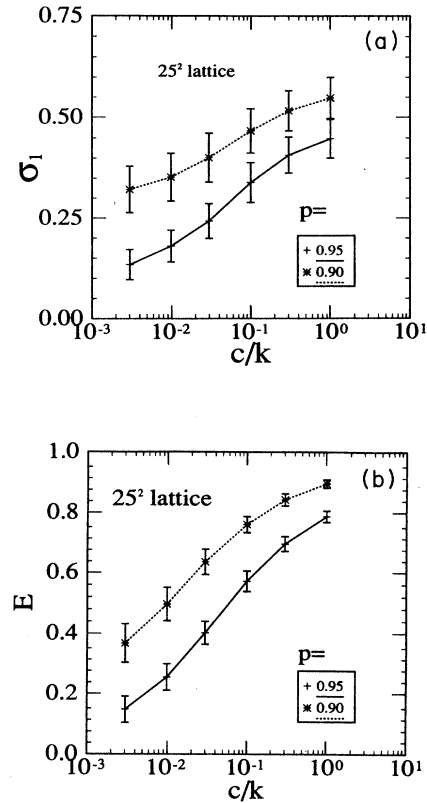 0.75
(a)
25² lattice
0.50
σ₁
0.25
p=
+ 0.95
* 0.90
0.00
10⁻³ 10⁻² 10⁻¹ 10⁰ 10¹
c/k
1.0
(b)
25² lattice
0.8
0.6
E
0.4
p=
+ 0.95
0.2
* 0.90
0.0
10⁻³ 10⁻² 10⁻¹ 10⁰ 10¹
c/k